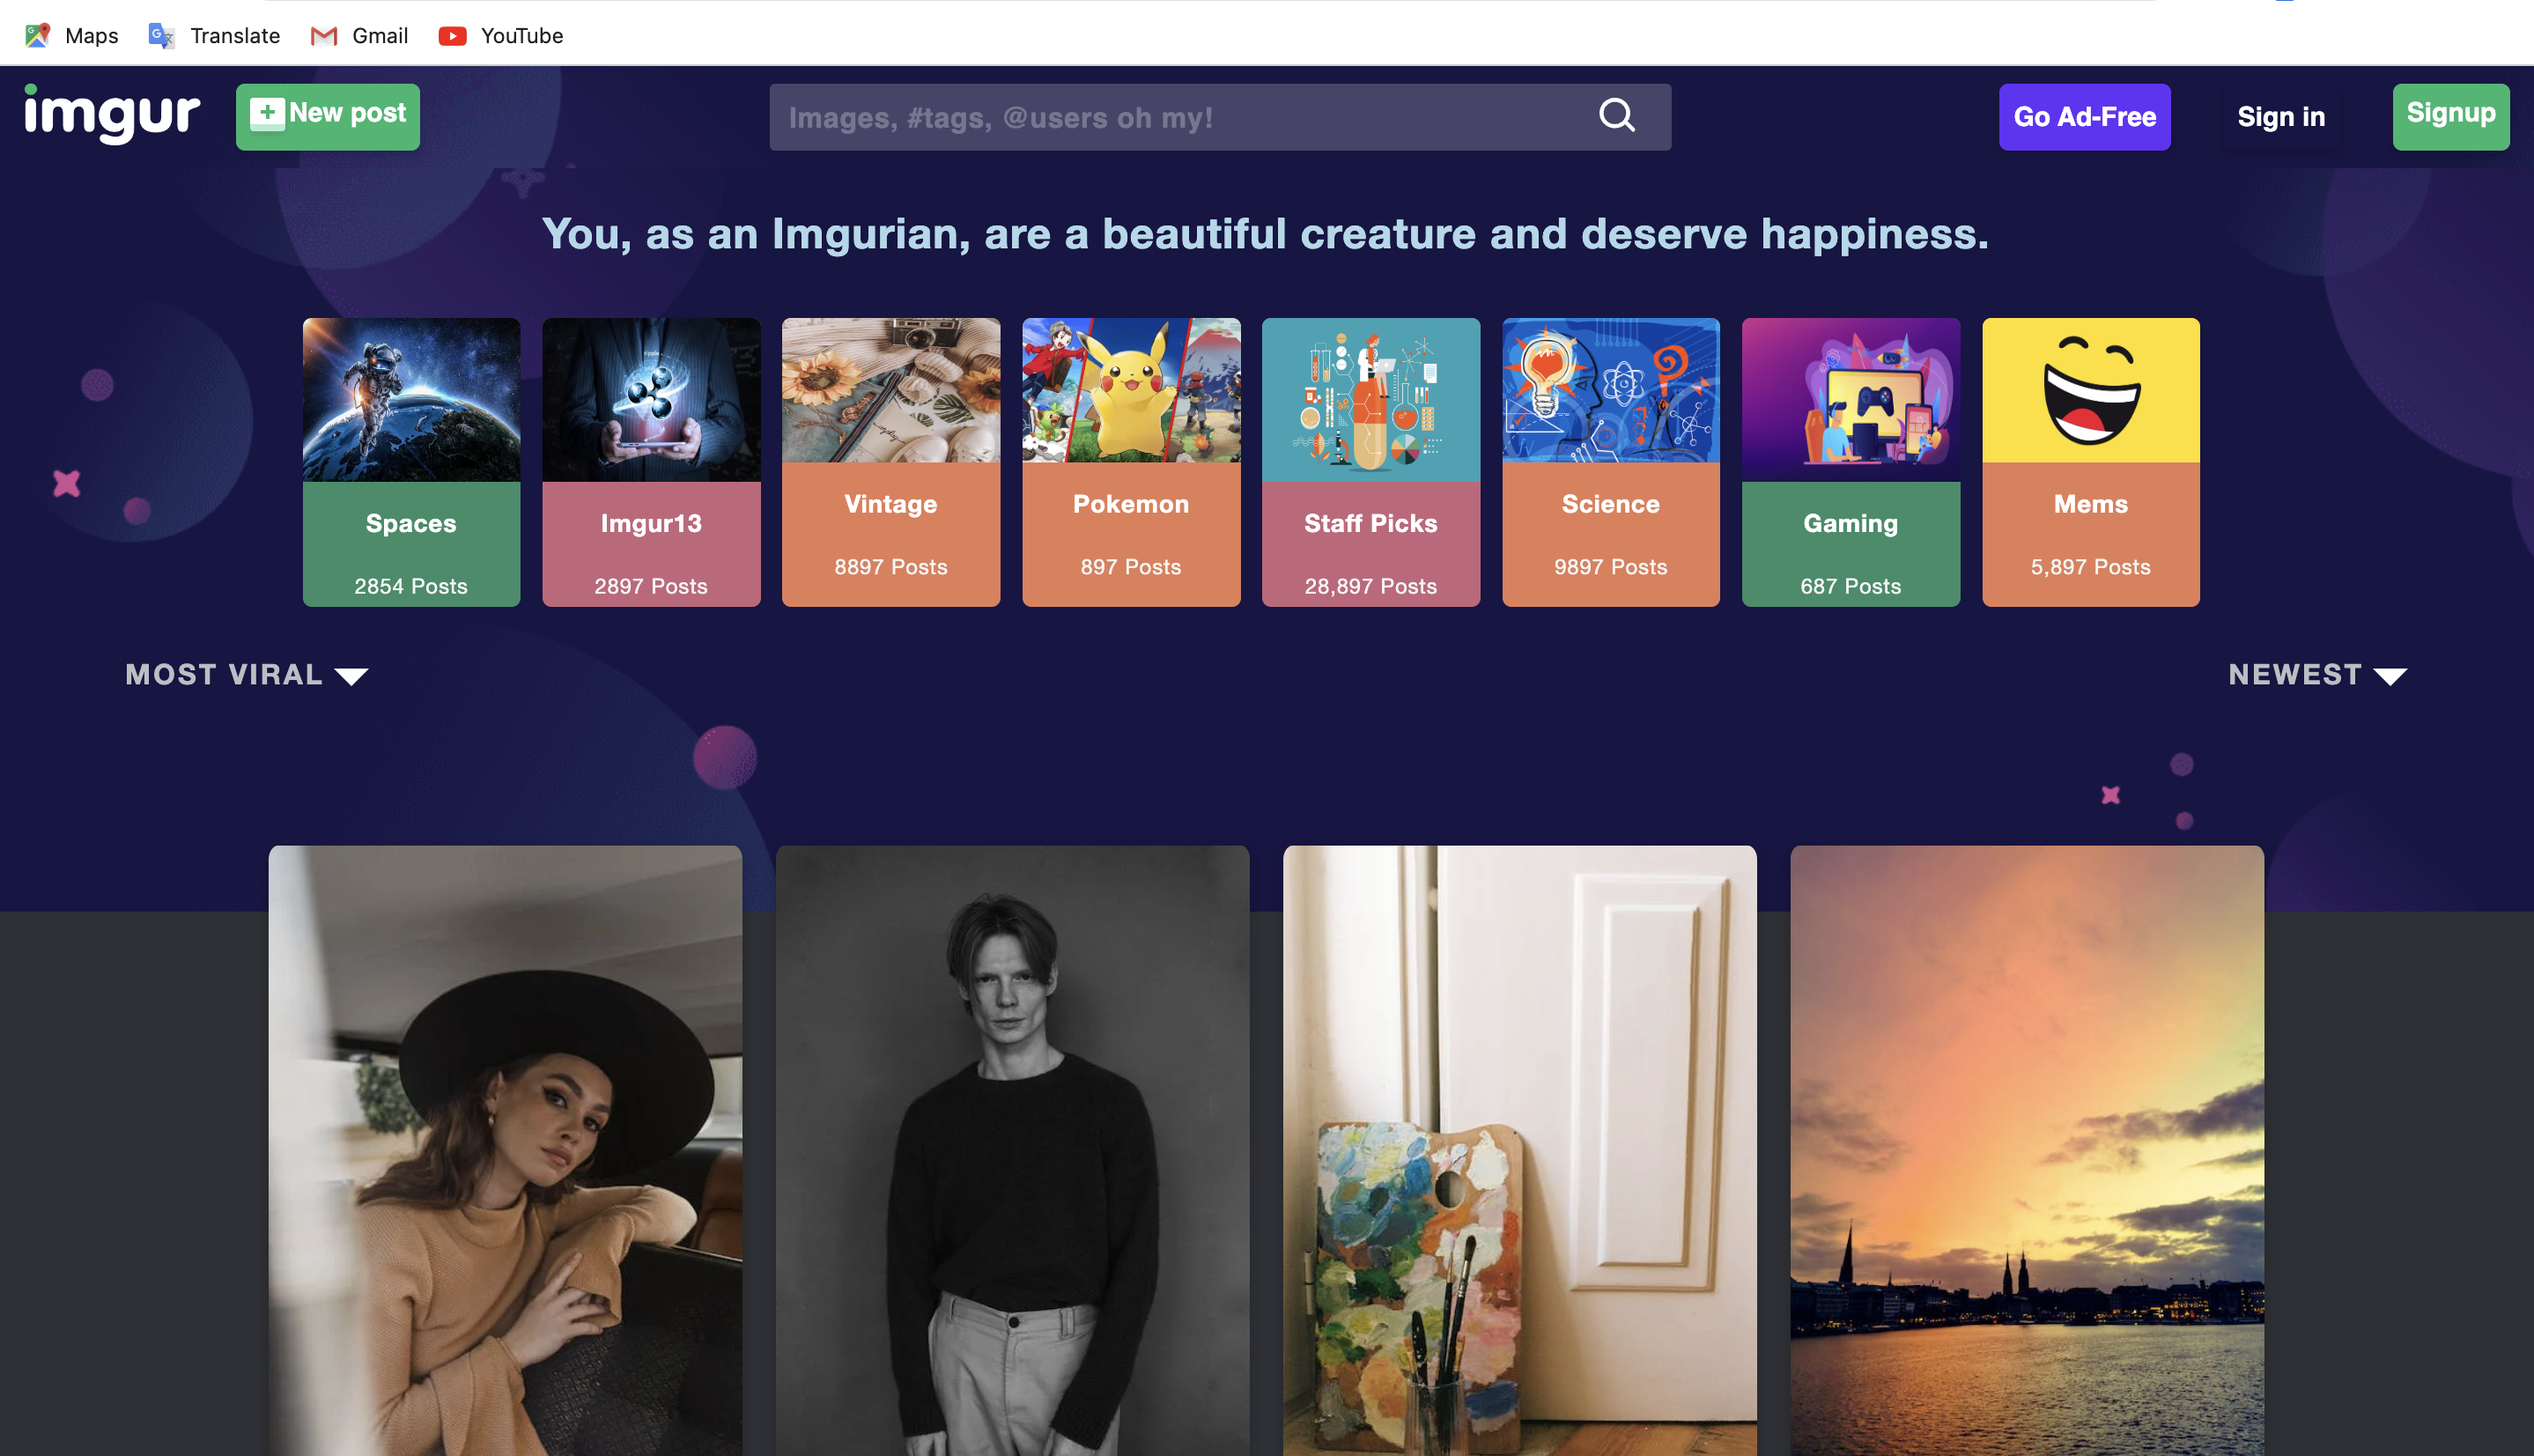 Maps Translate Gmail YouTube
imgur New post Images, #tags, @users oh my! Go Ad-Free Sign in Signup
You, as an Imgurian, are a beautiful creature and deserve happiness.
ripple
Spaces
2854 Posts
Imgur13
2897 Posts
Vintage
8897 Posts
Pokemon
897 Posts
Staff Picks
28,897 Posts
Science
9897 Posts
Gaming
687 Posts
Mems
5,897 Posts
MOST VIRAL NEWEST